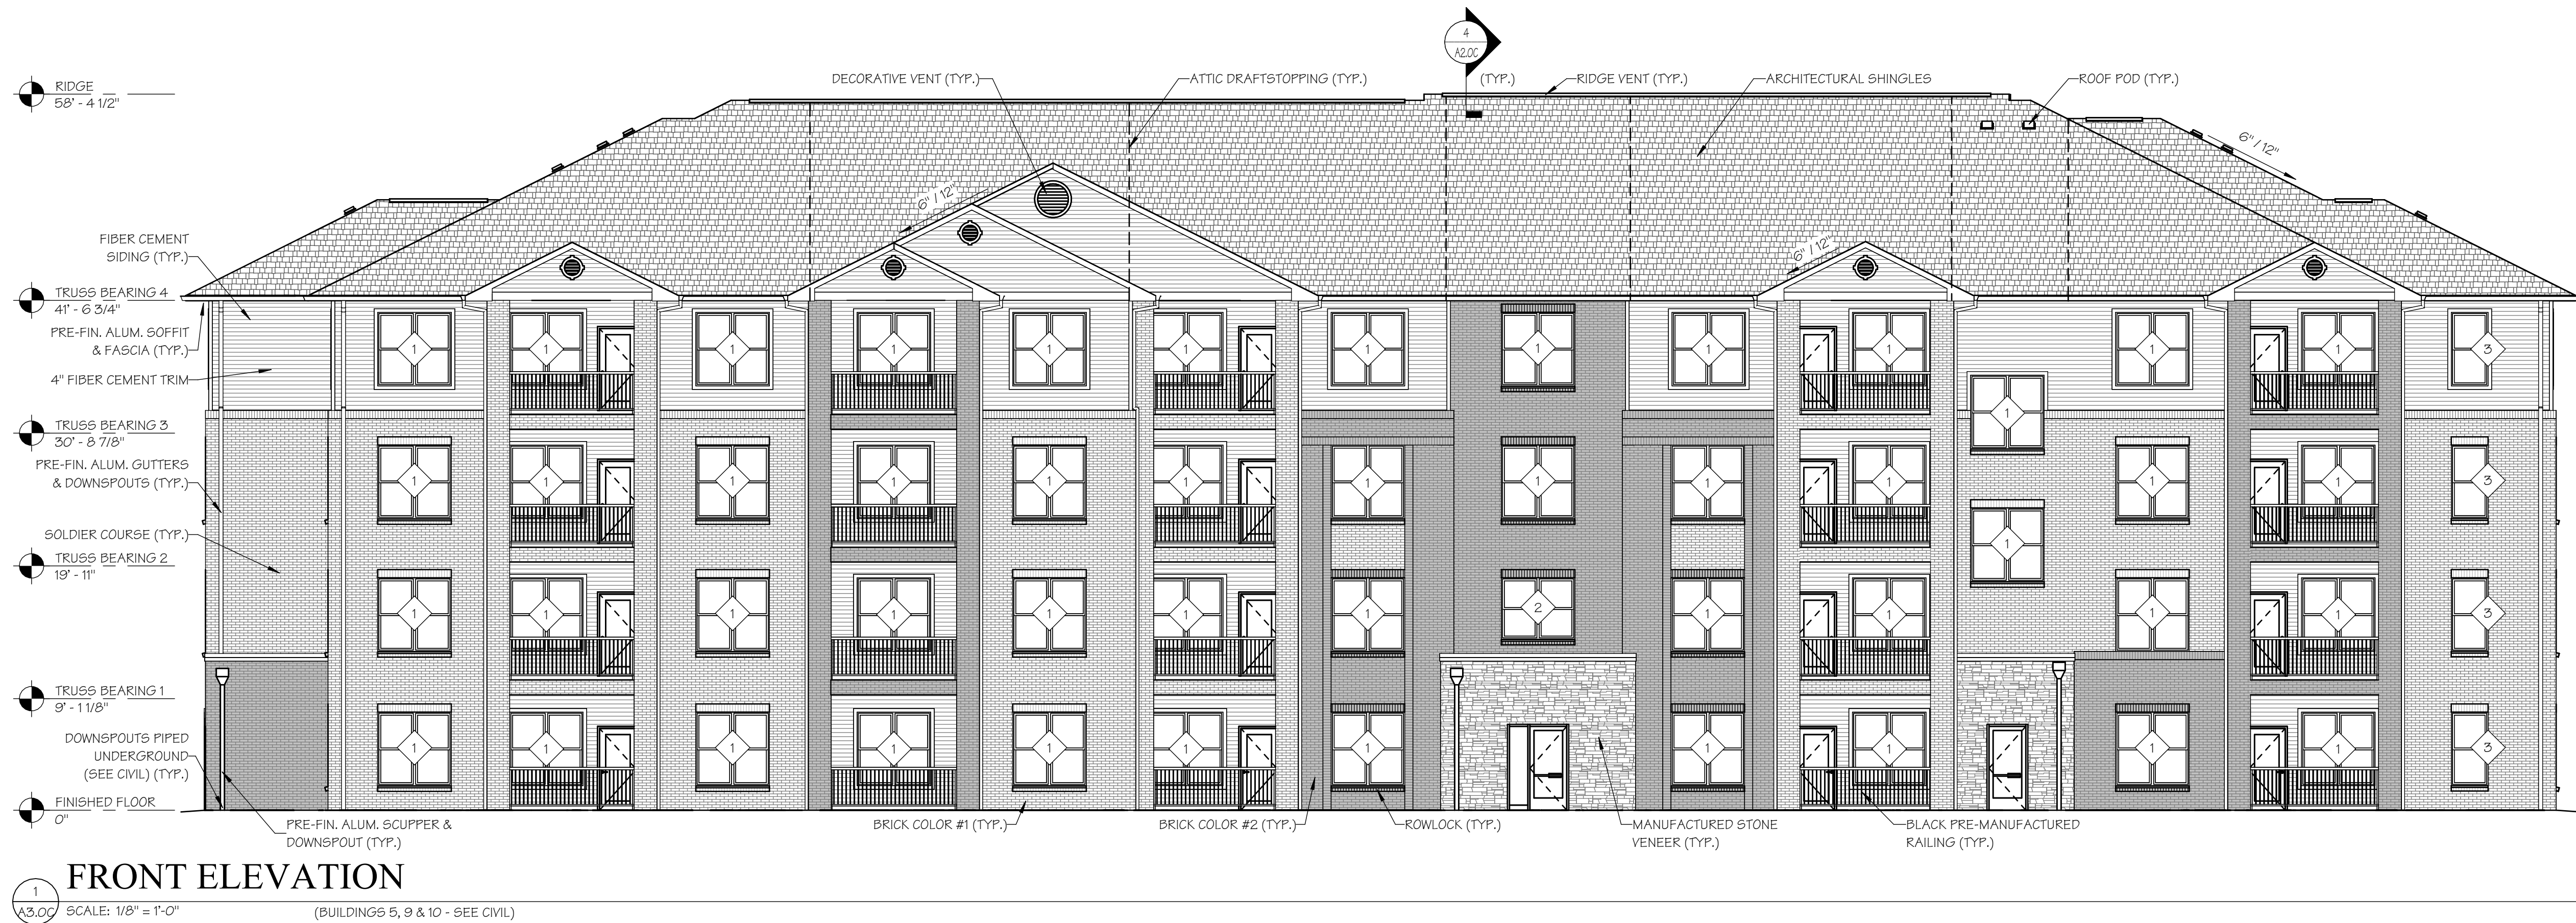 4
A2.0C
DECORATIVE VENT (TYP.)
ATTIC DRAFTSTOPPING (TYP.)
(TYP.)
RIDGE VENT (TYP.)
ARCHITECTURAL SHINGLES
ROOF POD (TYP.)
RIDGE
58' - 4 1/2"
6" / 12"
6" / 12"
6" / 12"
FIBER CEMENT
SIDING (TYP.)
TRUSS BEARING 4
41' - 6 3/4"
PRE-FIN. ALUM. SOFFIT
& FASCIA (TYP.)
4" FIBER CEMENT TRIM
TRUSS BEARING 3
30' - 8 7/8"
PRE-FIN. ALUM. GUTTERS
& DOWNSPOUTS (TYP.)
SOLDIER COURSE (TYP.)
TRUSS BEARING 2
19' - 11"
TRUSS BEARING 1
9' - 1 1/8"
DOWNSPOUTS PIPED
UNDERGROUND
(SEE CIVIL) (TYP.)
FINISHED FLOOR
0"
1 1 1 1 1 1 1 1 1 1 1 1 3
1
1 1 1 1 1 1 1 1 1 1 1 1 3
1
1 1 1 1 1 1 1 2 1 1 1 1 3
1 1 1 1 1 1 1 1 1 1 1 3
PRE-FIN. ALUM. SCUPPER &
DOWNSPOUT (TYP.)
BRICK COLOR #1 (TYP.)
BRICK COLOR #2 (TYP.)
ROWLOCK (TYP.)
MANUFACTURED STONE
VENEER (TYP.)
BLACK PRE-MANUFACTURED
RAILING (TYP.)
FRONT ELEVATION
1
A3.0C
SCALE: 1/8" = 1'-0"
(BUILDINGS 5, 9 & 10 - SEE CIVIL)